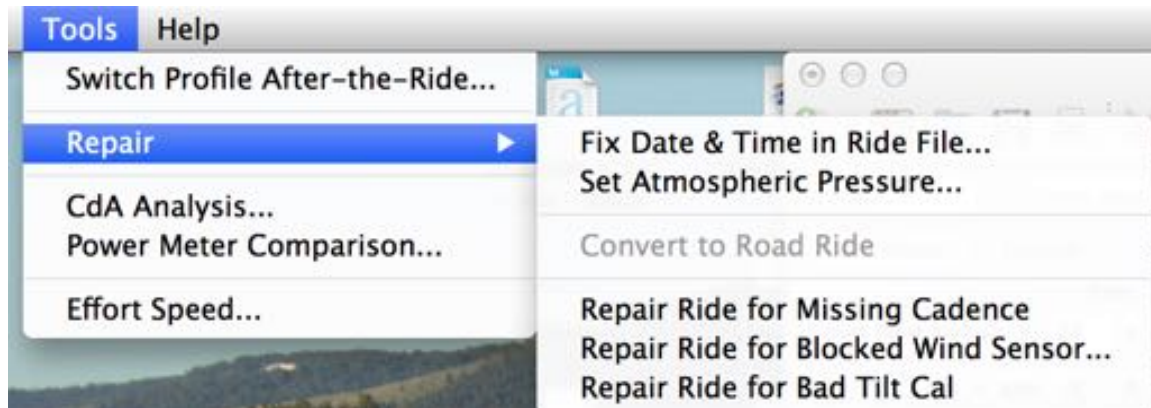 Tools Help
Switch Profile After-the-Ride...
Repair
CdA Analysis...
Power Meter Comparison...
Effort Speed...
Fix Date & Time in Ride File...
Set Atmospheric Pressure...
Convert to Road Ride
Repair Ride for Missing Cadence
Repair Ride for Blocked Wind Sensor...
Repair Ride for Bad Tilt Cal